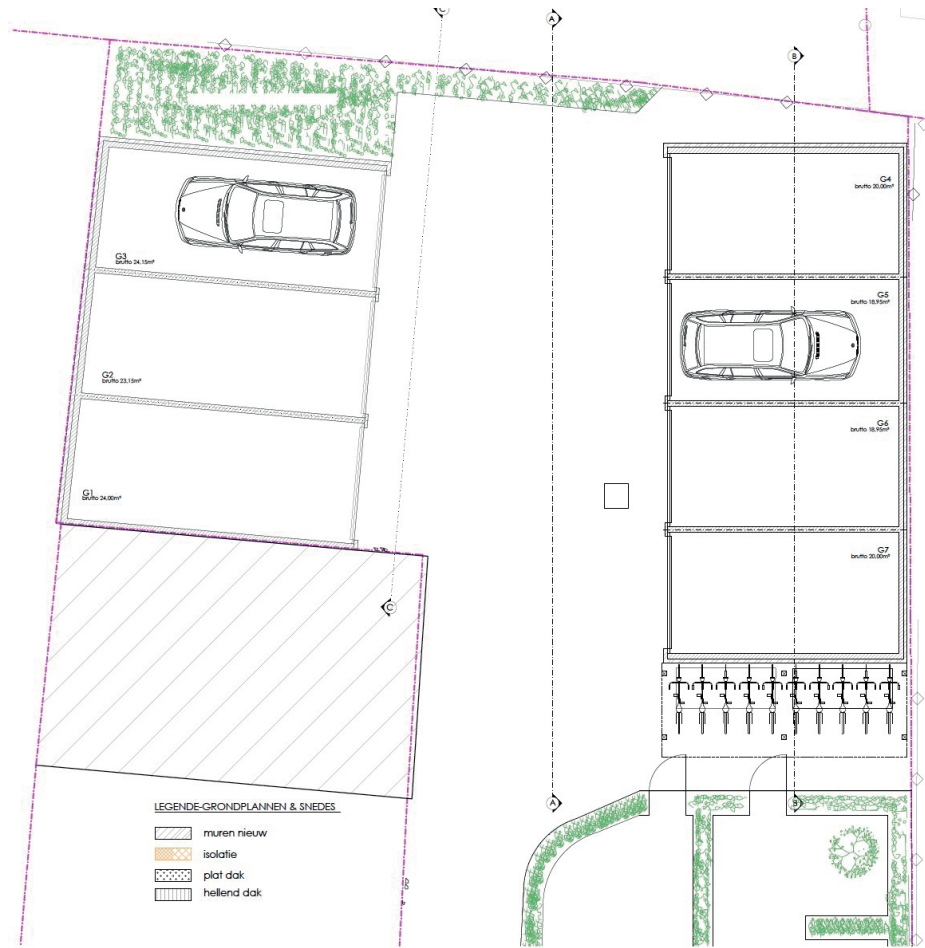 C
A
B
G4
brutto 20,00m²
G3
brutto 24,15m²
G5
brutto 18,95m²
G2
brutto 23,15m²
G6
brutto 18,95m²
G1
brutto 24,00m²
G7
brutto 20,00m²
C
A
B
LEGENDE-GRONDPLANNEN & SNEDES
muren nieuw
isolatie
plat dak
hellend dak